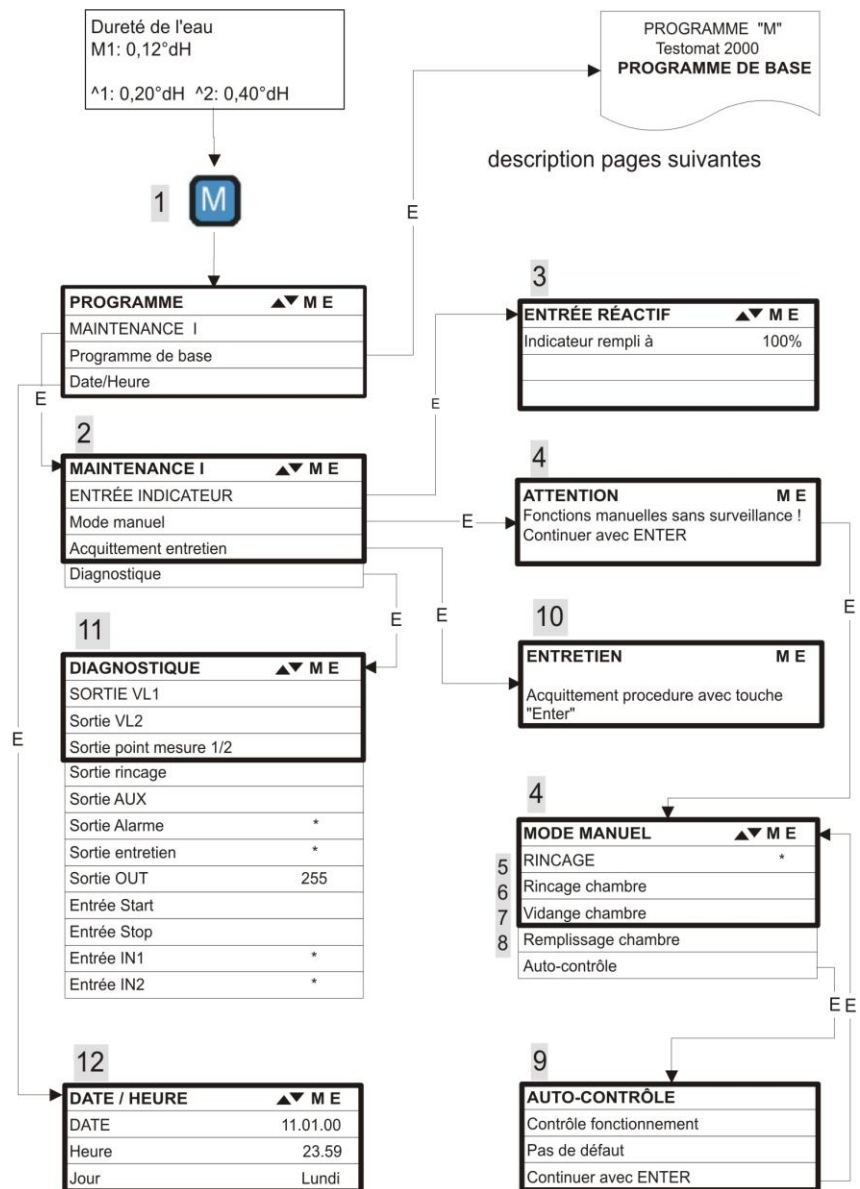 Dureté de l'eau
M1: 0,12°dH
^1: 0,20°dH ^2: 0,40°dH
PROGRAMME "M"
Testomat 2000
PROGRAMME DE BASE
description pages suivantes
1
M
E
PROGRAMME ▲▼ M E
MAINTENANCE I
Programme de base
Date/Heure
E
3
ENTRÉE RÉACTIF ▲▼ M E
Indicateur rempli à 100%
E
2
MAINTENANCE I ▲▼ M E
ENTRÉE INDICATEUR
Mode manuel
Acquittement entretien
Diagnostique
E
4
ATTENTION M E
Fonctions manuelles sans surveillance !
Continuer avec ENTER
E
E
E
10
ENTRETIEN M E
Acquittement procedure avec touche
"Enter"
11
DIAGNOSTIQUE ▲▼ M E
SORTIE VL1
Sortie VL2
Sortie point mesure 1/2
Sortie rincage
Sortie AUX
Sortie Alarme *
Sortie entretien *
Sortie OUT 255
Entrée Start
Entrée Stop
Entrée IN1 *
Entrée IN2 *
E
4
MODE MANUEL ▲▼ M E
5 RINCAGE *
6 Rincage chambre
7 Vidange chambre
8 Remplissage chambre
Auto-contrôle
E E
12
DATE / HEURE ▲▼ M E
DATE 11.01.00
Heure 23.59
Jour Lundi
9
AUTO-CONTRÔLE
Contrôle fonctionnement
Pas de défaut
Continuer avec ENTER